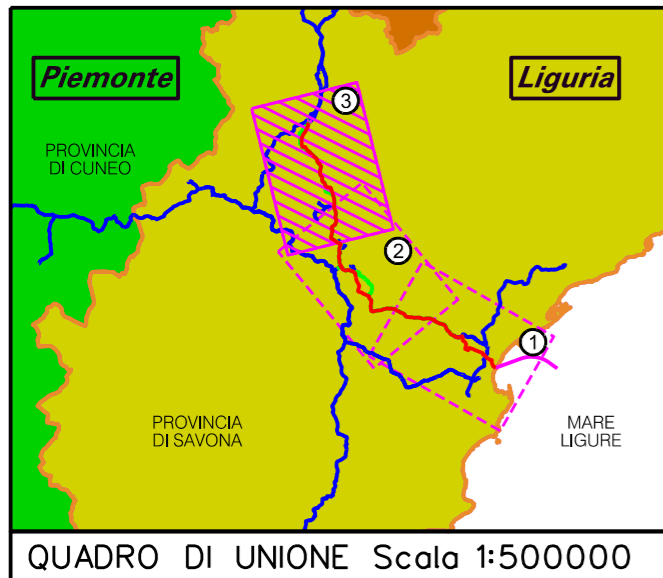 Piemonte
Liguria
3
PROVINCIA
DI CUNEO
2
1
PROVINCIA
DI SAVONA
MARE
LIGURE
QUADRO DI UNIONE Scala 1:500000